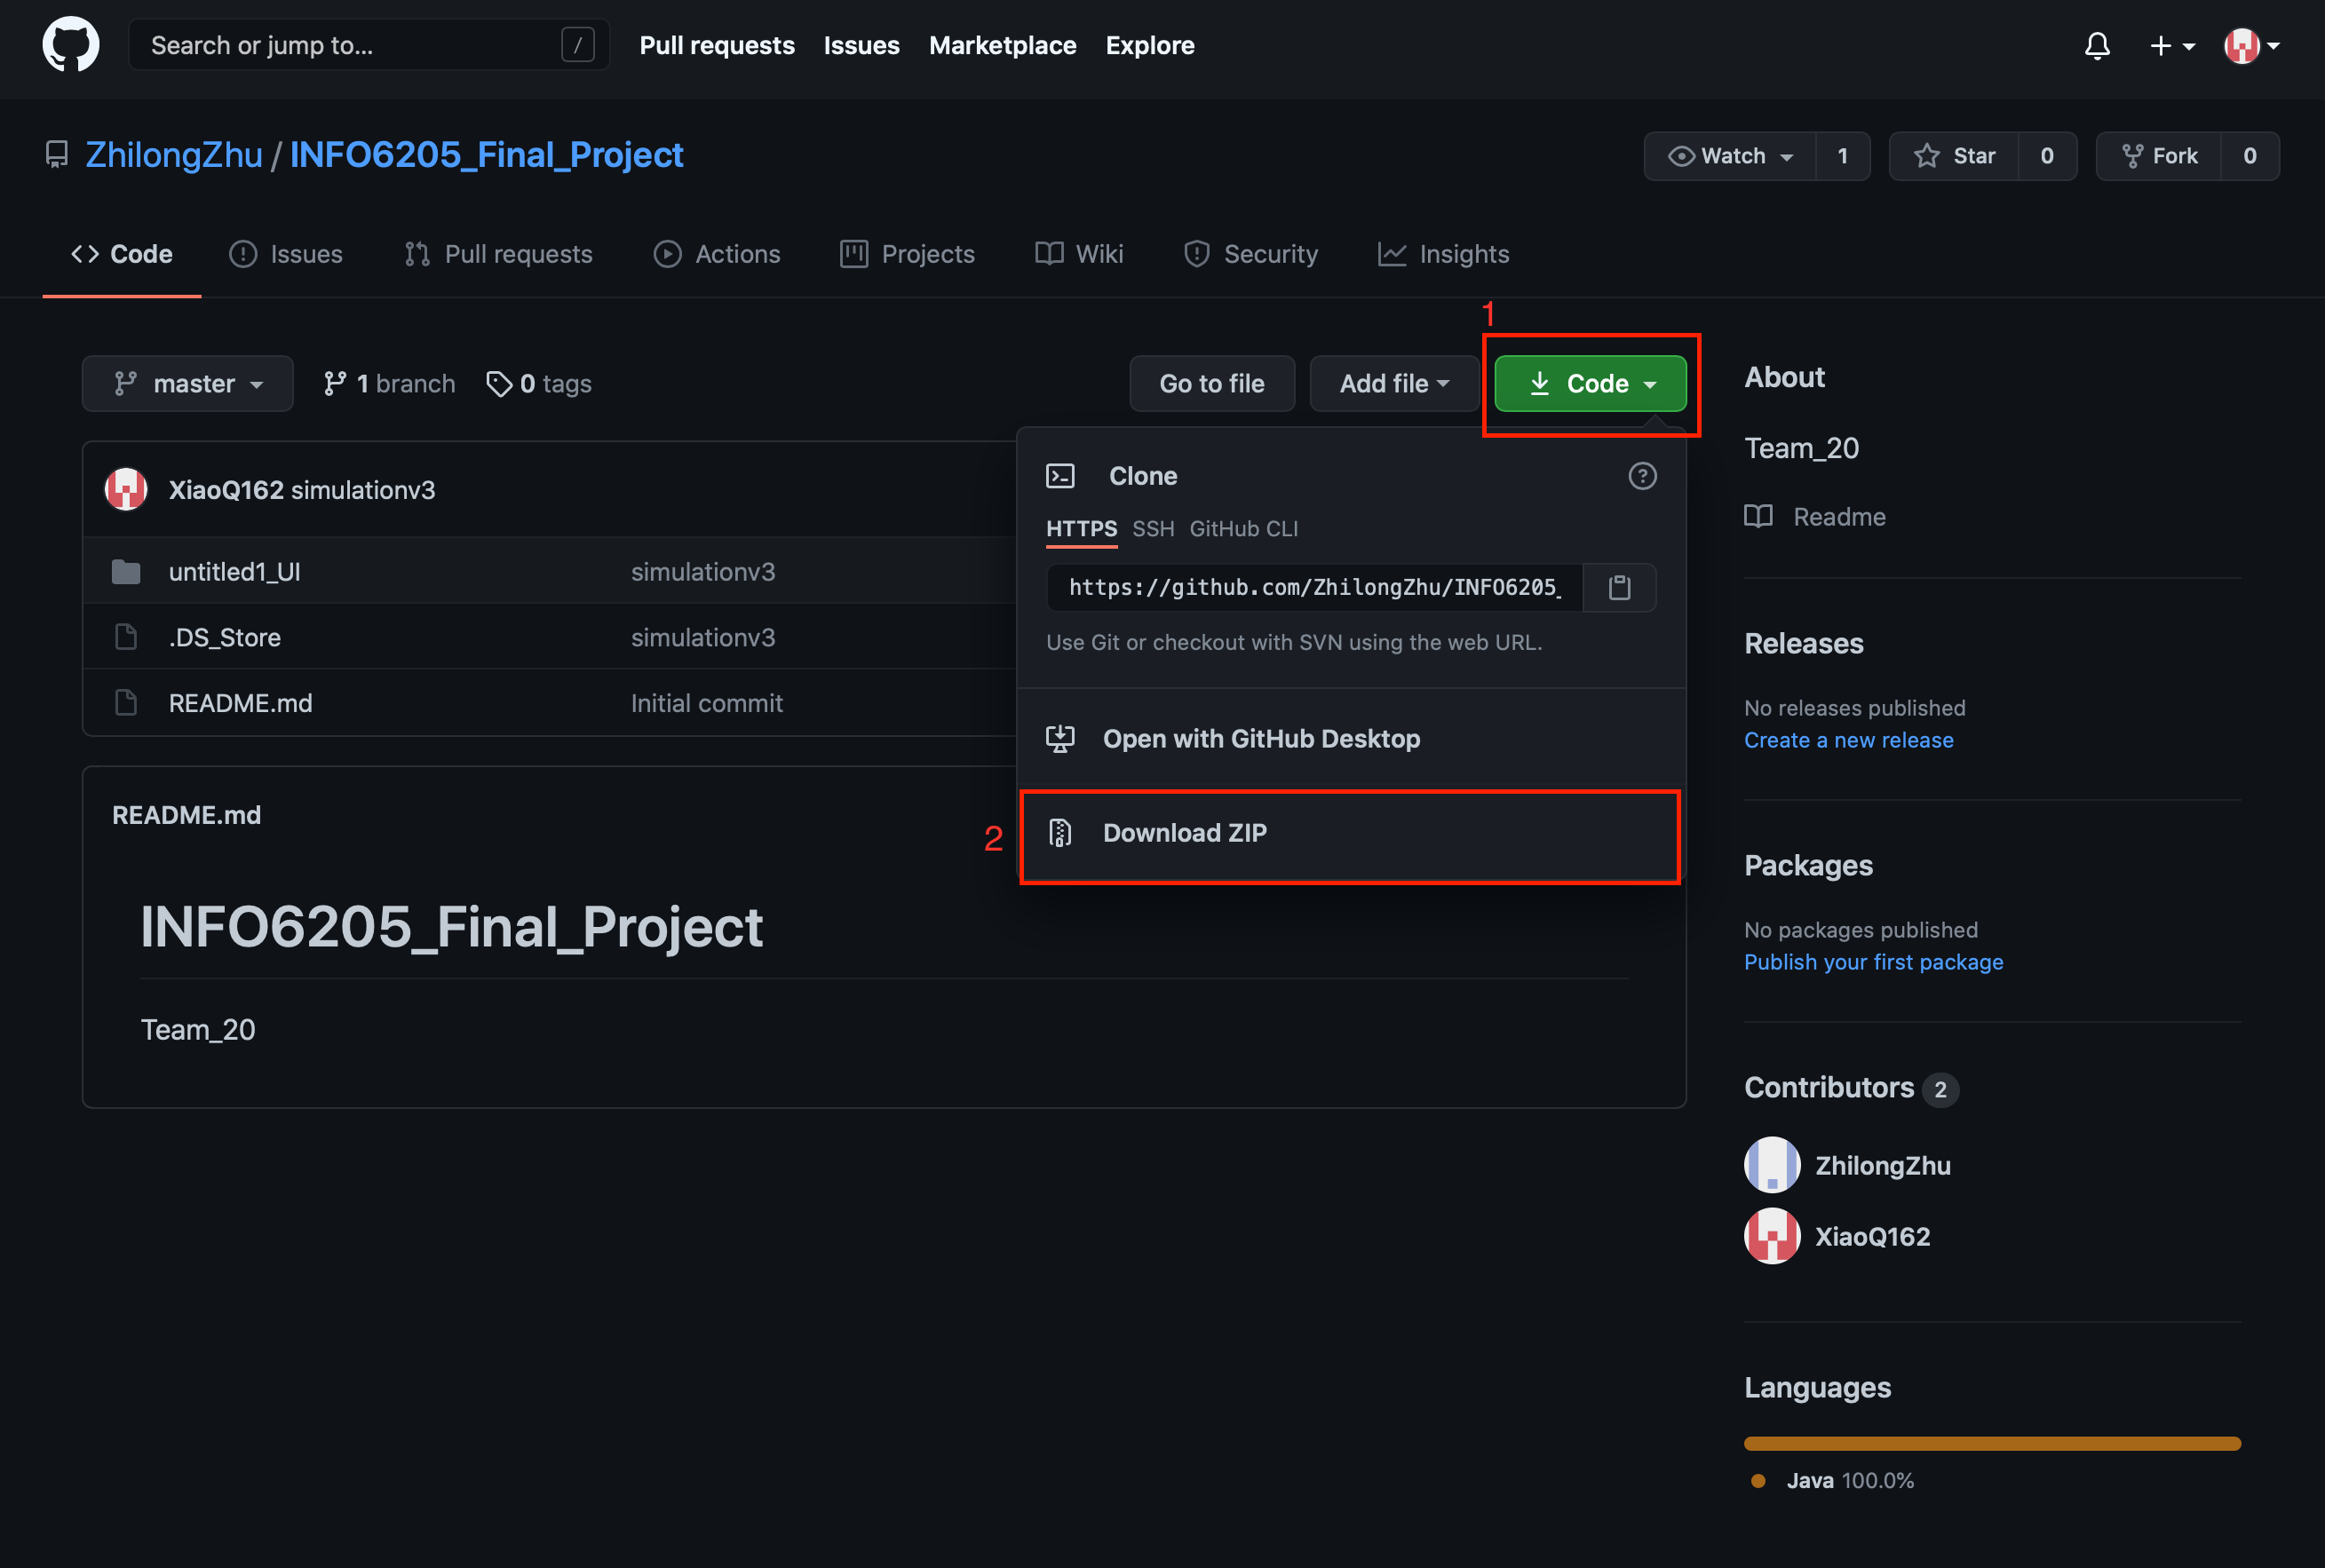 Search or jump to... /
Pull requests Issues Marketplace Explore
ZhilongZhu / INFO6205_Final_Project
Watch 1 Star 0 Fork 0
Code Issues Pull requests Actions Projects Wiki Security Insights
1
master 1 branch 0 tags
Go to file Add file Code
XiaoQ162 simulationv3
untitled1_UI simulationv3
.DS_Store simulationv3
README.md Initial commit
Clone ?
HTTPS SSH GitHub CLI
https://github.com/ZhilongZhu/INFO6205_
Use Git or checkout with SVN using the web URL.
Open with GitHub Desktop
2
Download ZIP
README.md
INFO6205_Final_Project
Team_20
About
Team_20
Readme
Releases
No releases published
Create a new release
Packages
No packages published
Publish your first package
Contributors 2
ZhilongZhu
XiaoQ162
Languages
Java 100.0%